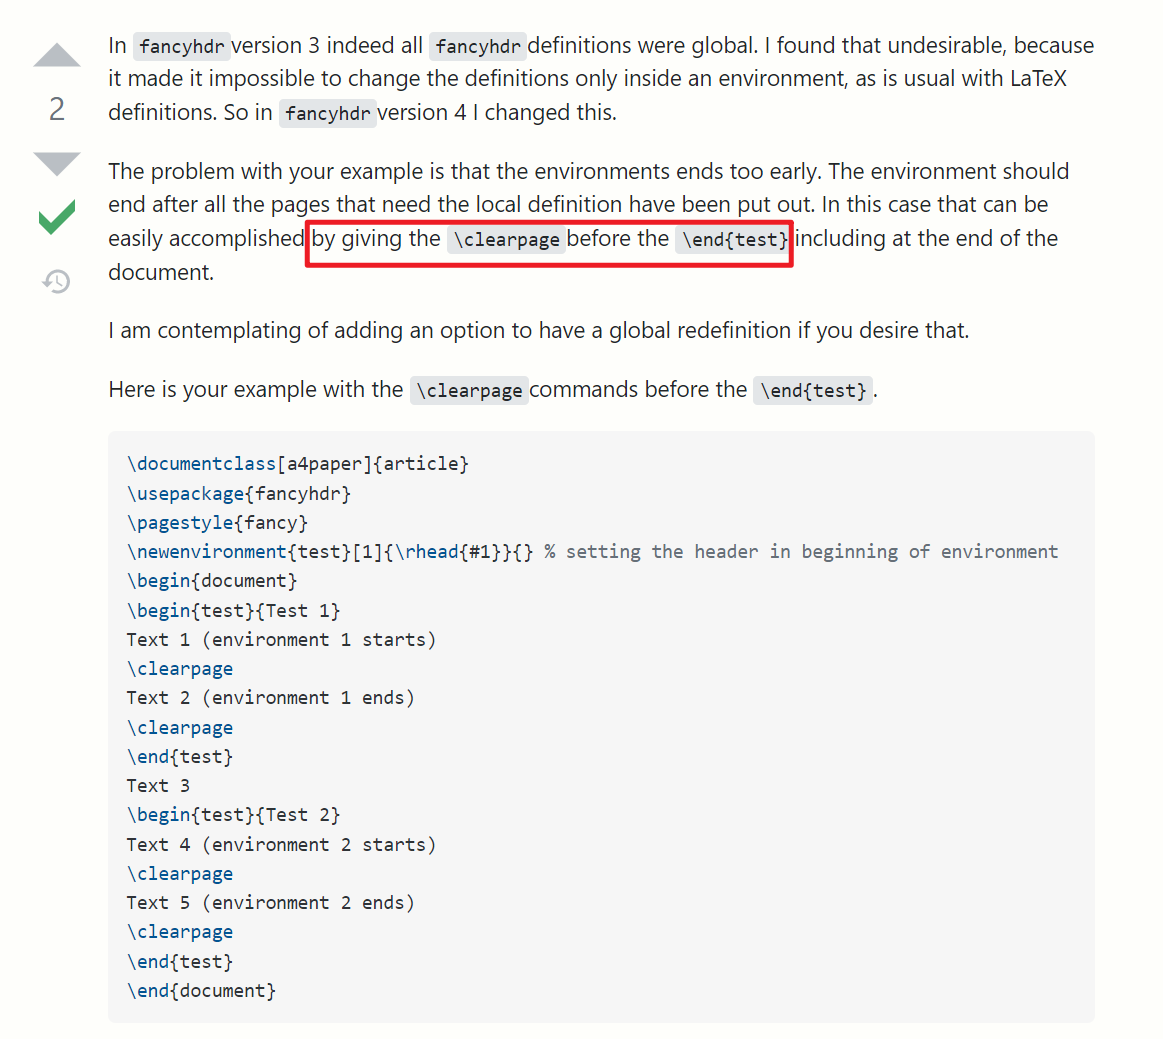 In fancyhdr version 3 indeed all fancyhdr definitions were global. I found that undesirable, because
it made it impossible to change the definitions only inside an environment, as is usual with LaTeX
definitions. So in fancyhdr version 4 I changed this.
2
The problem with your example is that the environments ends too early. The environment should
end after all the pages that need the local definition have been put out. In this case that can be
easily accomplished by giving the \clearpage before the \end{test} including at the end of the
document.
I am contemplating of adding an option to have a global redefinition if you desire that.
Here is your example with the \clearpage commands before the \end{test}.
\documentclass[a4paper]{article}
\usepackage{fancyhdr}
\pagestyle{fancy}
\newenvironment{test}[1]{\rhead{#1}}{} % setting the header in beginning of environment
\begin{document}
\begin{test}{Test 1}
Text 1 (environment 1 starts)
\clearpage
Text 2 (environment 1 ends)
\clearpage
\end{test}
Text 3
\begin{test}{Test 2}
Text 4 (environment 2 starts)
\clearpage
Text 5 (environment 2 ends)
\clearpage
\end{test}
\end{document}